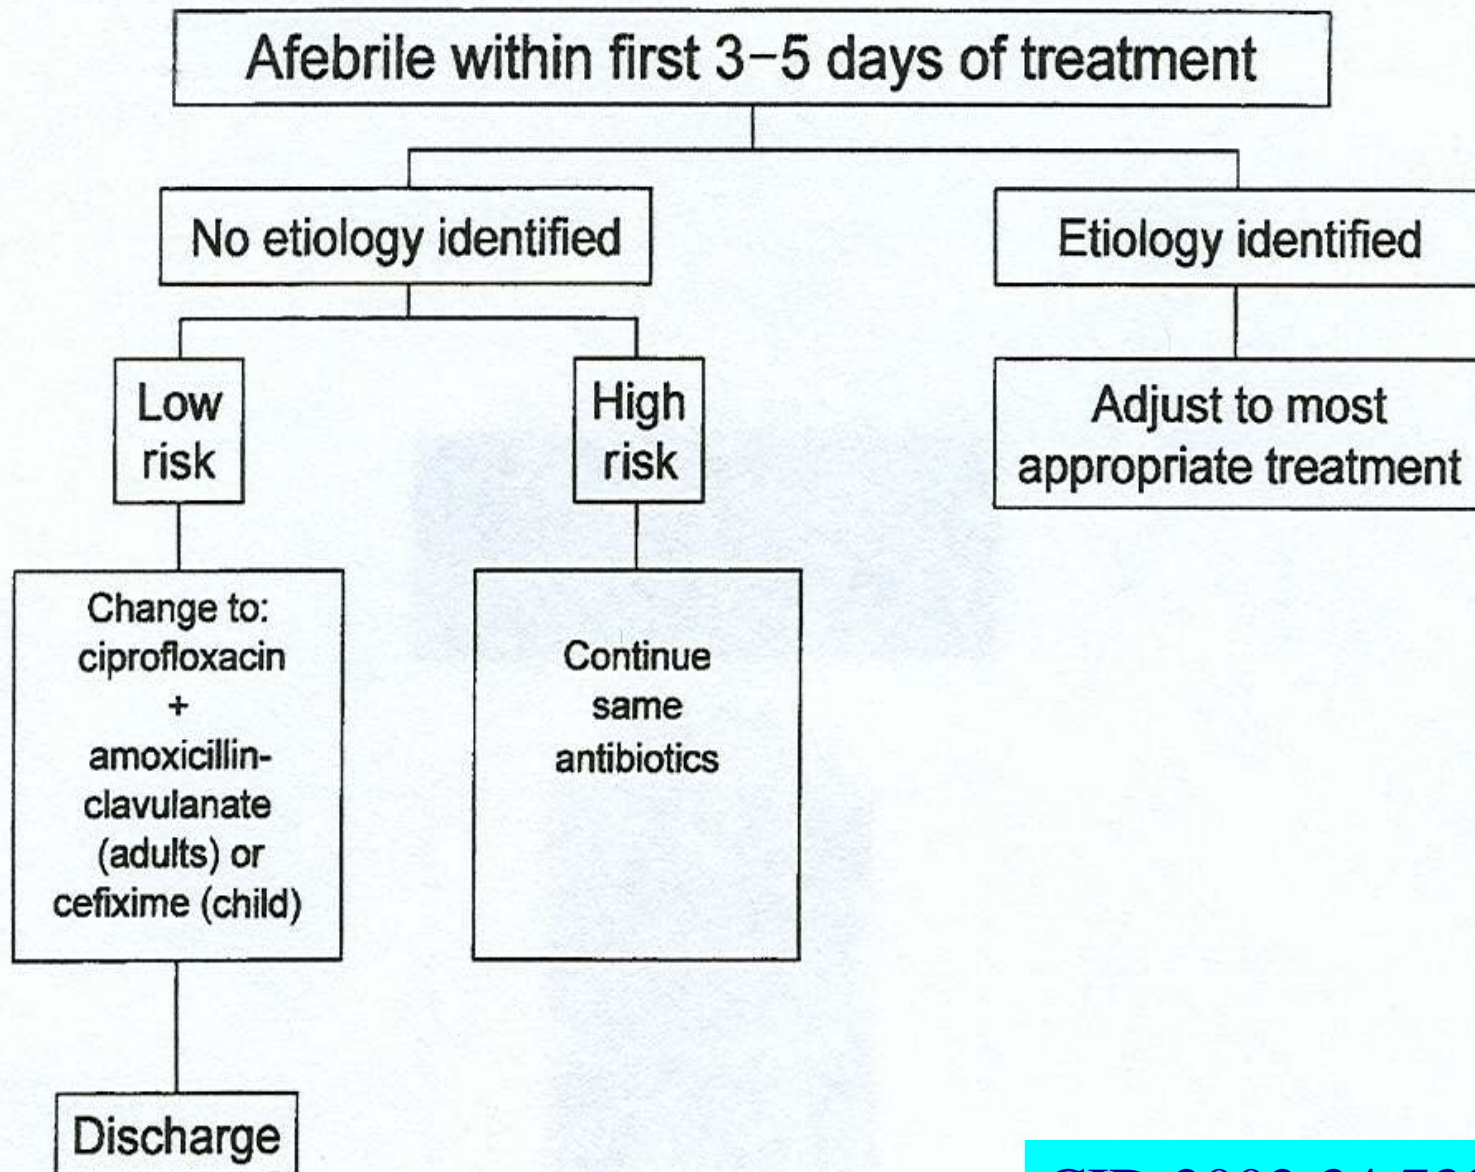 Afebrile within first 3–5 days of treatment
No etiology identified
Etiology identified
Low
risk
High
risk
Adjust to most
appropriate treatment
Change to:
ciprofloxacin
+
amoxicillin-
clavulanate
(adults) or
cefixime (child)
Continue
same
antibiotics
Discharge